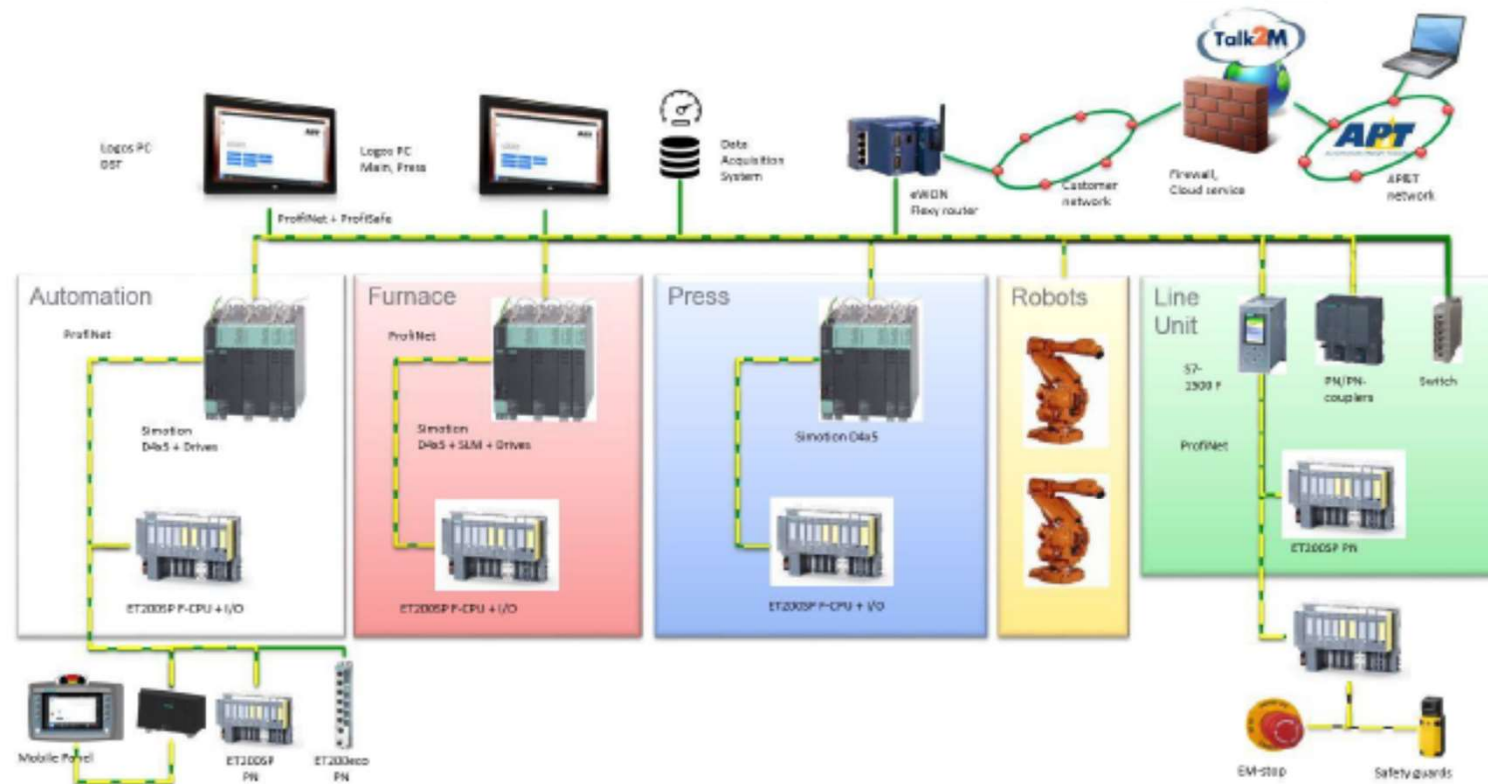 Talk2M
Logos PC
DST
Logos PC
Main, Press
Data
Acquisition
System
eWON
Flexy router
Customer
network
Firewall,
Cloud service
APT
AP&T
network
ProfiNet + ProfiSafe
Automation
Furnace
Press
Robots
Line
Unit
ProfiNet
ProfiNet
S7-
1500 F
PN/PN-
couplers
Switch
Simotion
D4x5 + Drives
Simotion
D4x5 + SLM + Drives
Simotion D4x5
ProfiNet
ET200SP PN
ET200SP F-CPU + I/O
ET200SP F-CPU + I/O
ET200SP F-CPU + I/O
Mobile Panel
ET200SP
PN
ET200eco
PN
EM-stop
Safety guards